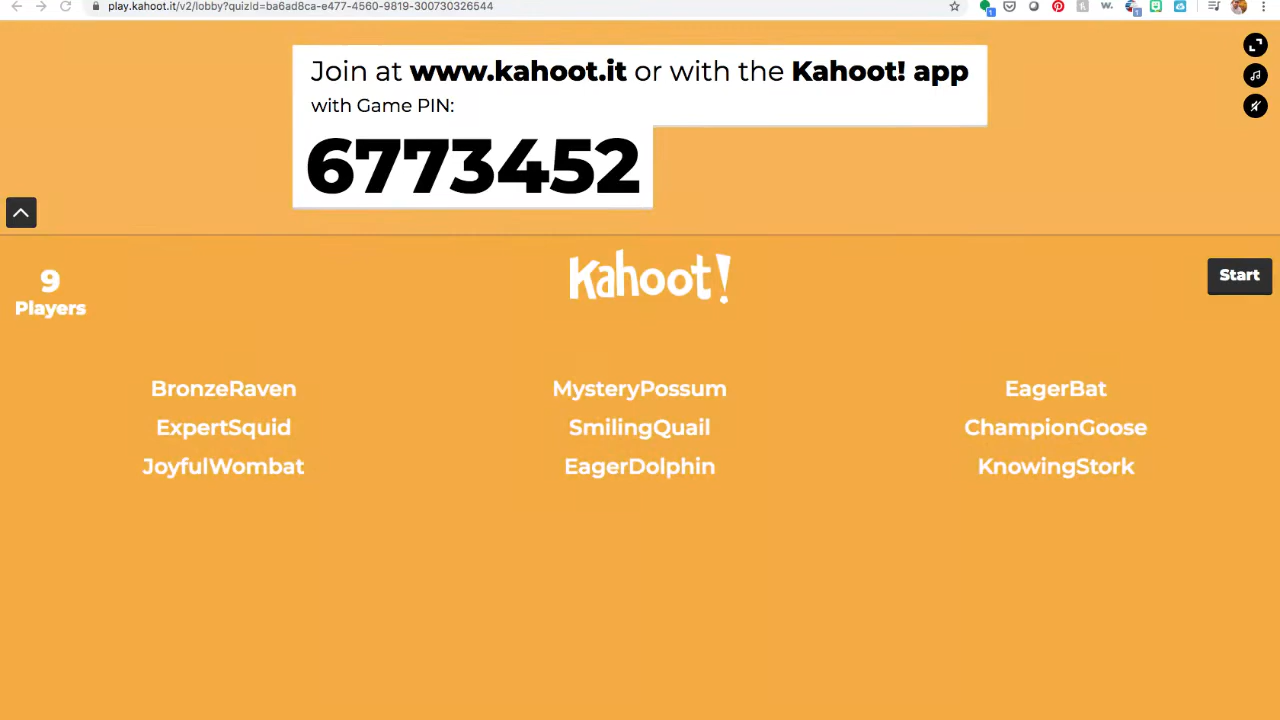 play.kahoot.it/v2/lobby?quizId=ba6ad8ca-e477-4560-9819-300730326544
Join at www.kahoot.it or with the Kahoot! app
with Game PIN:
6773452
9
Players
Kahoot!
Start
BronzeRaven MysteryPossum EagerBat
ExpertSquid SmilingQuail ChampionGoose
JoyfulWombat EagerDolphin KnowingStork